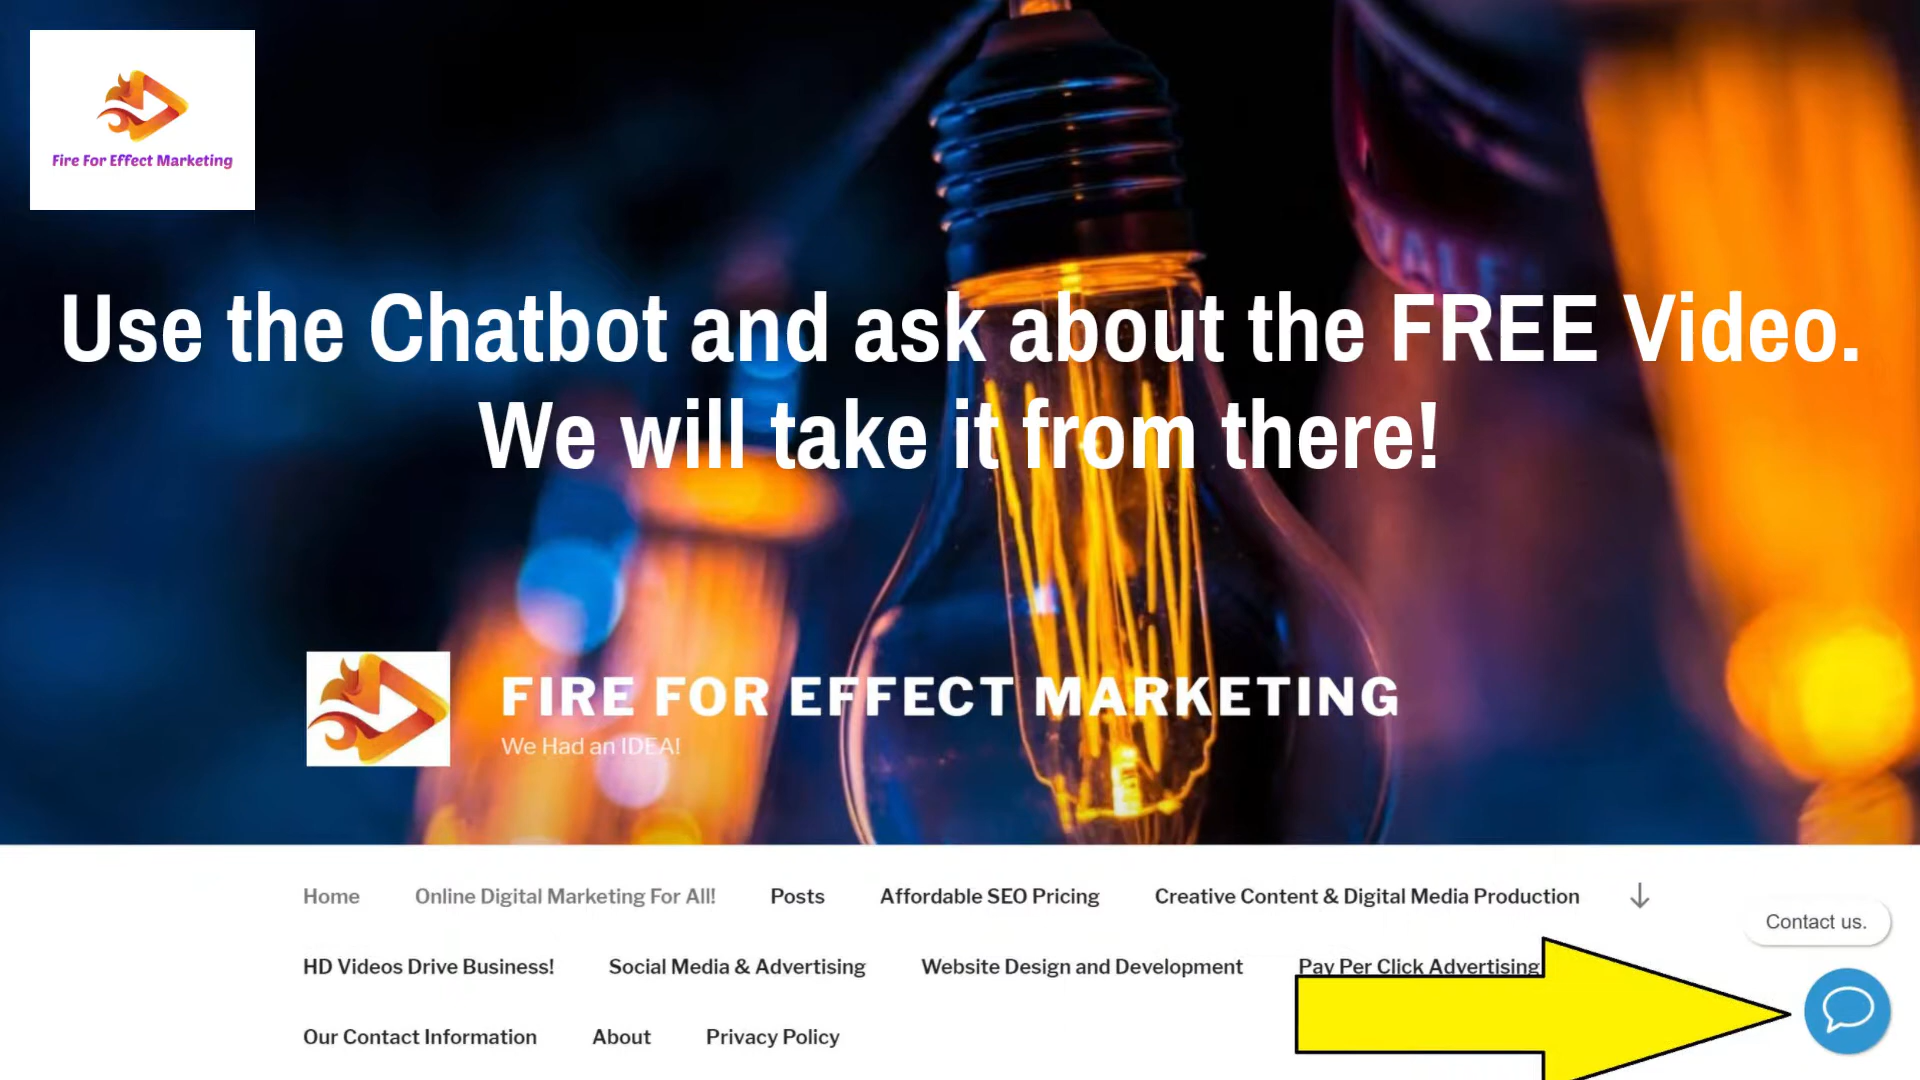 Fire For Effect Marketing
Use the Chatbot and ask about the FREE Video.
We will take it from there!
FIRE FOR EFFECT MARKETING
We Had an IDEA!
Home Online Digital Marketing For All! Posts Affordable SEO Pricing Creative Content & Digital Media Production
Contact us.
HD Videos Drive Business! Social Media & Advertising Website Design and Development Pay Per Click Advertising
Our Contact Information About Privacy Policy